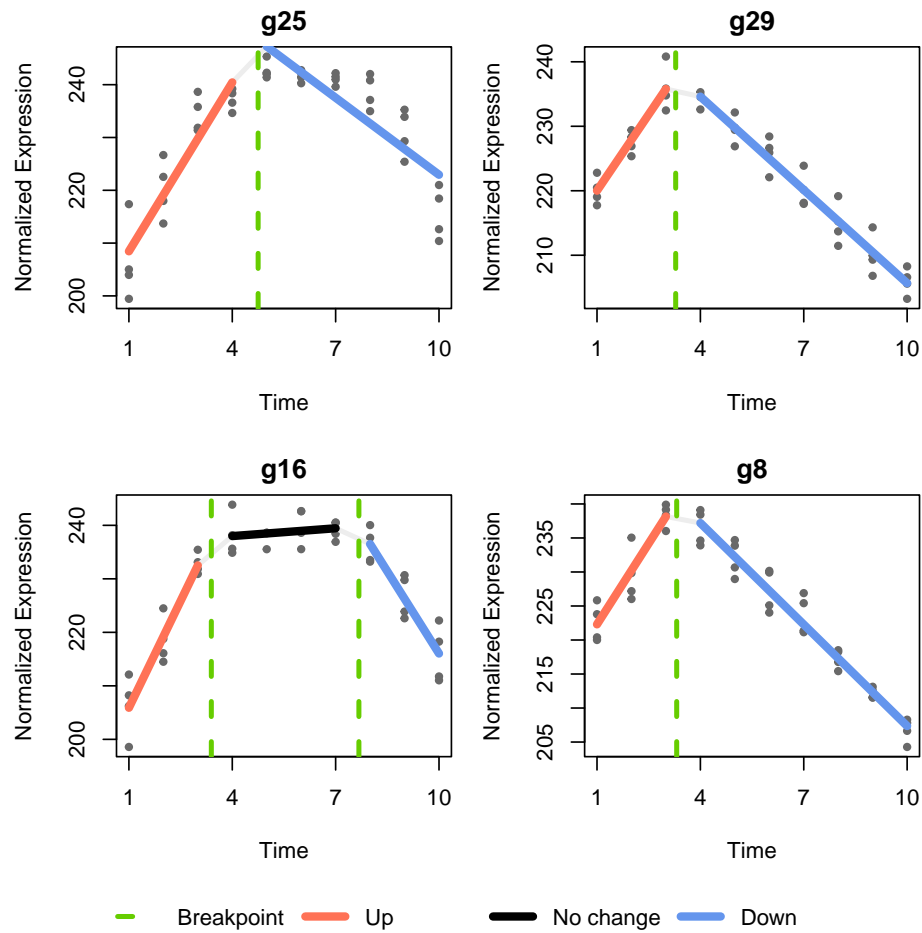 g25
Normalized Expression
200
220
240
1 4 7 10
Time
g29
Normalized Expression
210
220
230
240
1 4 7 10
Time
g16
Normalized Expression
200
220
240
1 4 7 10
Time
g8
Normalized Expression
205
215
225
235
1 4 7 10
Time
Breakpoint Up No change Down